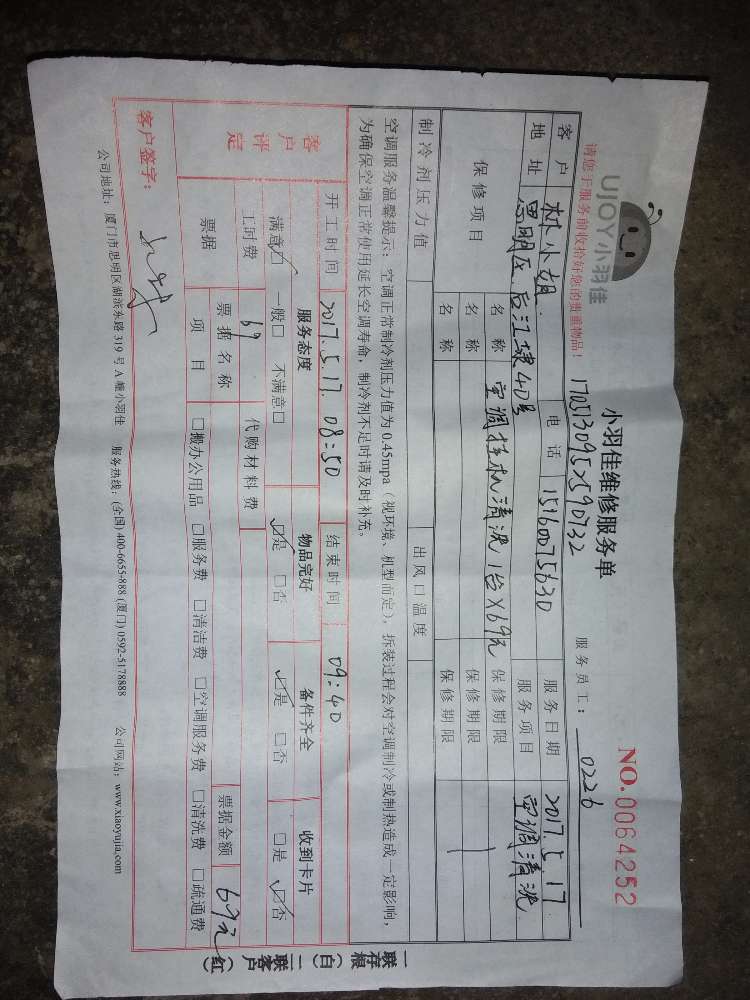 UJOY小羽佳
请您于服务前收拾好您的贵重物品！
小羽佳维修服务单
NO.0064252
1705130952590732
服务员工：0226
客户 林小姐 电话 15160075630 服务日期 2017.5.17
地址 思明区后江埭40号 服务项目 空调清洗
保修项目 名称 空调挂机清洗1台×69元 保修期限
名称 保修期限
名称 保修期限
制冷剂压力值 出风口温度
空调服务温馨提示：空调正常制冷剂压力值为0.45mpa（视环境、机型而定），拆装过程会对空调制冷或制热造成一定影响，
为确保空调正常使用延长空调寿命，制冷剂不足时请及时补充。
开工时间 2017.5.17. 08:50 结束时间 09:40
客户评定 服务态度 物品完好 备件齐全 收到卡片
满意☑ 一般□ 不满意□ ☑是 □否 ☑是 □否 □是 ☑否
工时费 69 代购材料费
票据 票据名称 票据金额 69元
项目 □搬办公用品 □服务费 □清洁费 □空调服务费 □清洗费 □疏通费
客户签字：
公司地址：厦门市思明区湖滨东路319号A幢小羽佳 服务热线：(全国)400-6655-888 (厦门)0592-5178888 公司网站：www.xiaoyujia.com
一联存根（白） 二联客户（红）